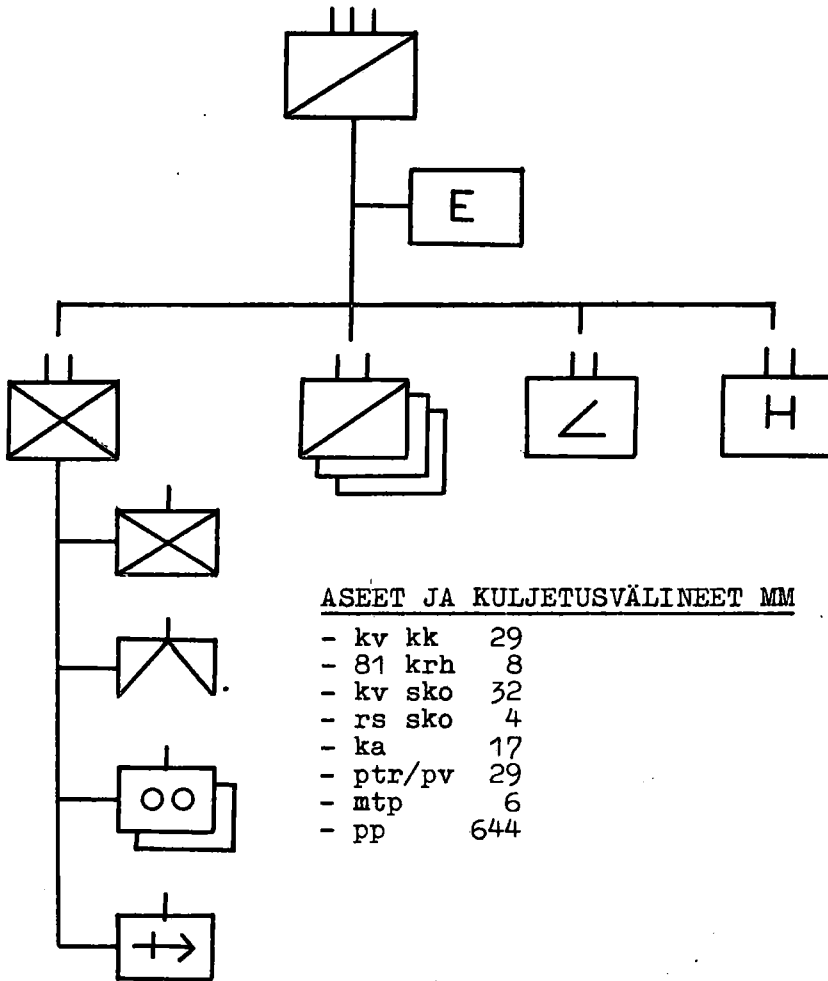 E
H
ASEET JA KULJETUSVÄLINEET MM
- kv kk 29
- 81 krh 8
- kv sko 32
- rs sko 4
- ka 17
- ptr/pv 29
- mtp 6
- pp 644